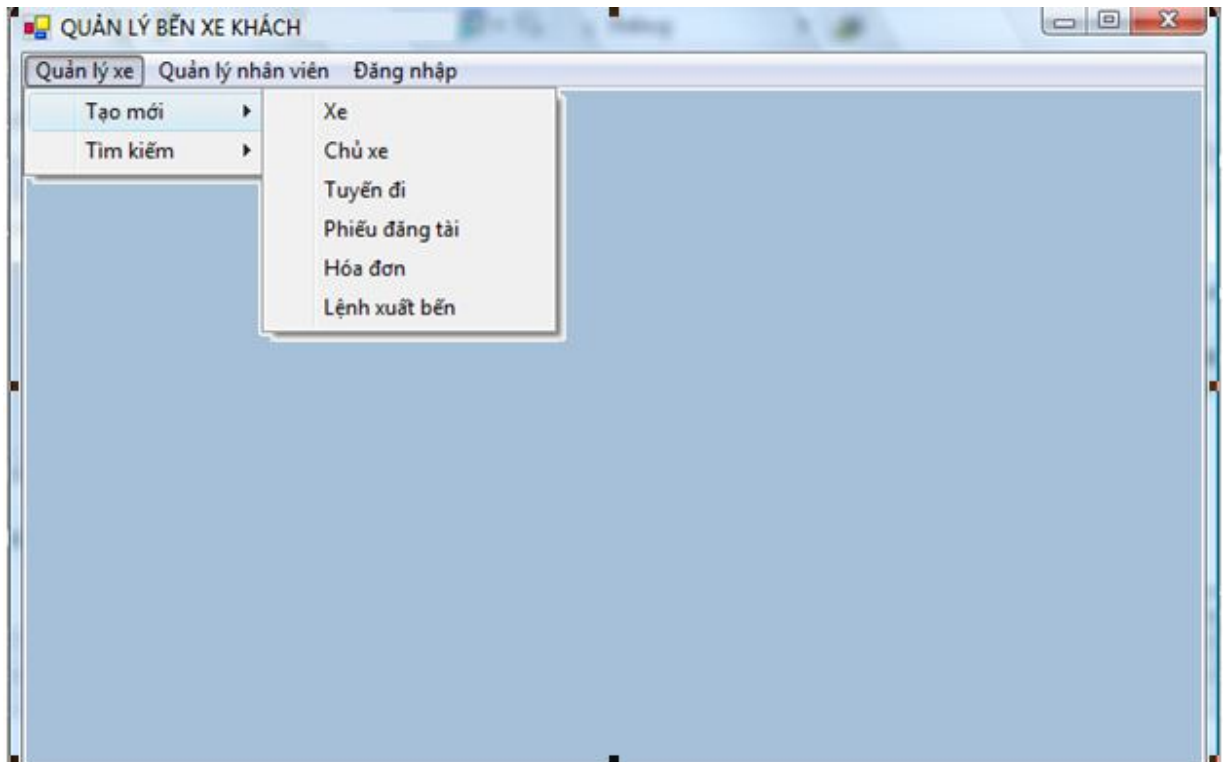 QUẢN LÝ BẾN XE KHÁCH
Quản lý xe Quản lý nhân viên Đăng nhập
Tạo mới
Tìm kiếm
Xe
Chủ xe
Tuyến đi
Phiếu đăng tài
Hóa đơn
Lệnh xuất bến